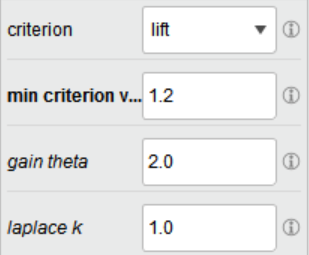 criterion lift
min criterion v... 1.2
gain theta 2.0
laplace k 1.0